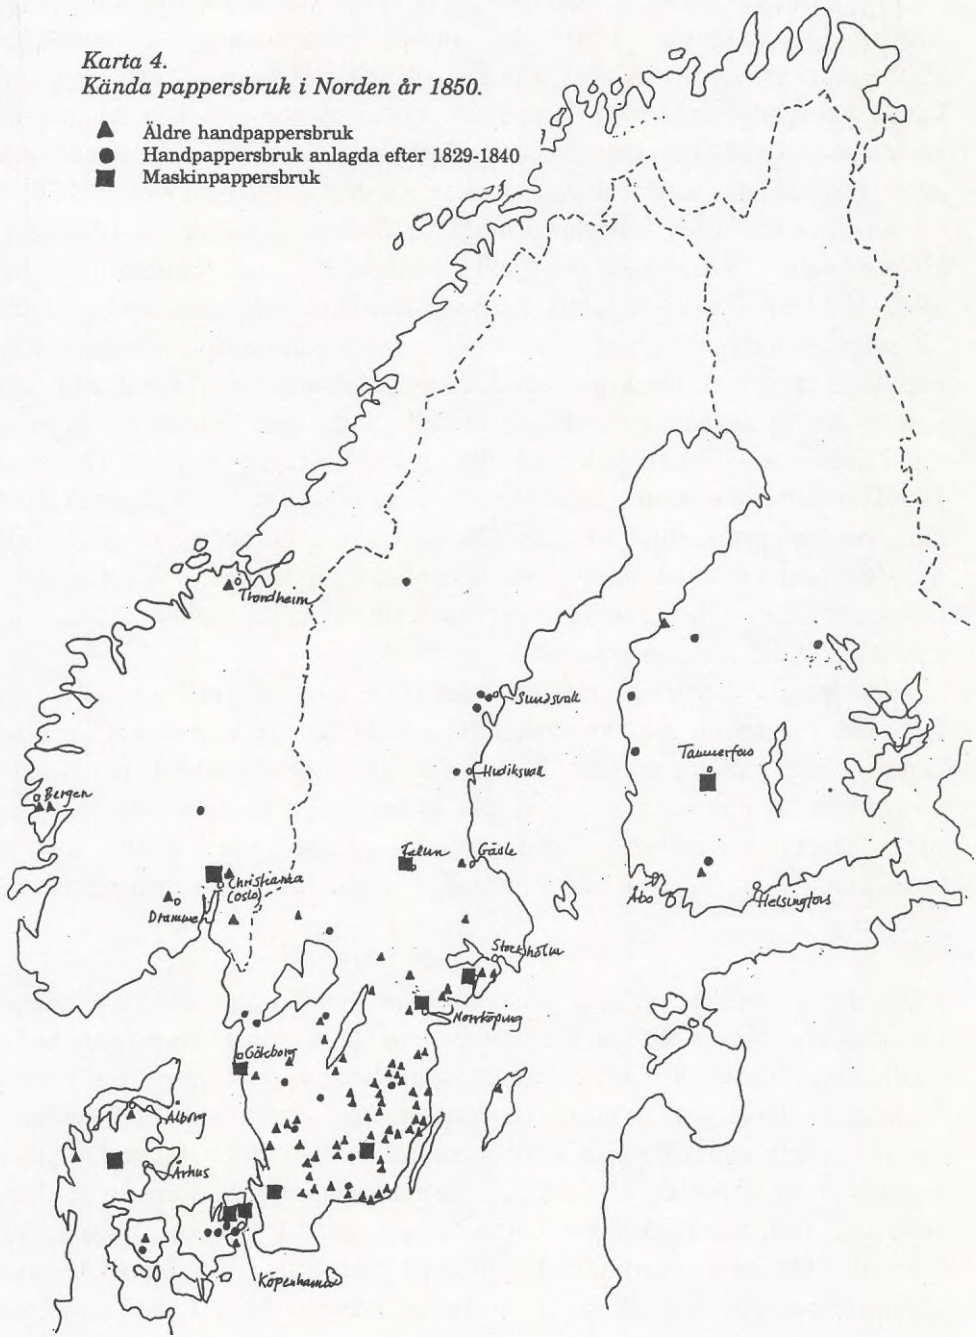 Karta 4.
Kända pappersbruk i Norden år 1850.
Äldre handpappersbruk
Handpappersbruk anlagda efter 1829-1840
Maskinpappersbruk
Trondheim
Sundsvall
Hudiksvall
Tammerfors
Bergen
Falun
Gävle
Christiania
(oslo)
Drammen
Åbo
Helsingfors
Stockholm
Norrköping
Göteborg
Ålborg
Århus
Köpenhamn